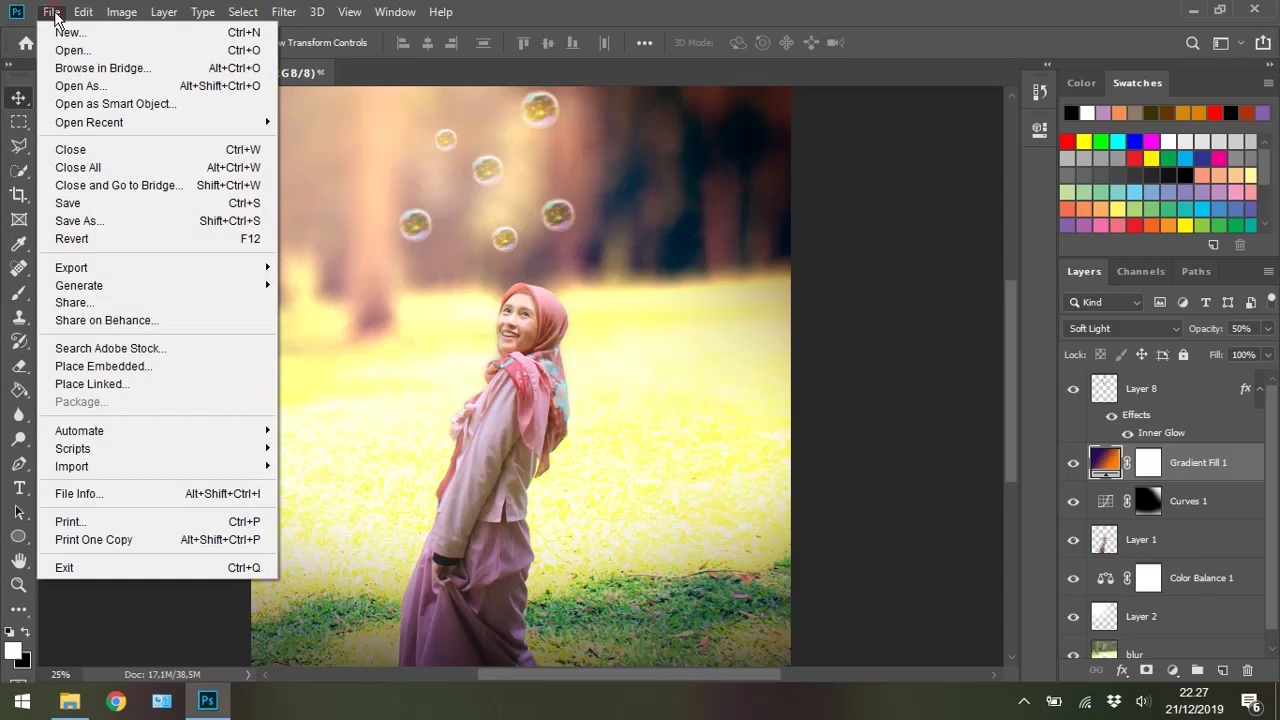 Ps File Edit Image Layer Type Select Filter 3D View Window Help
w Transform Controls 3D Mode:
GB/8)*
New... Ctrl+N
Open... Ctrl+O
Browse in Bridge... Alt+Ctrl+O
Open As... Alt+Shift+Ctrl+O
Open as Smart Object...
Open Recent
Close Ctrl+W
Close All Alt+Ctrl+W
Close and Go to Bridge... Shift+Ctrl+W
Save Ctrl+S
Save As... Shift+Ctrl+S
Revert F12
Export
Generate
Share...
Share on Behance...
Search Adobe Stock...
Place Embedded...
Place Linked...
Package...
Automate
Scripts
Import
File Info... Alt+Shift+Ctrl+I
Print... Ctrl+P
Print One Copy Alt+Shift+Ctrl+P
Exit Ctrl+Q
Color Swatches
Layers Channels Paths
Kind
Soft Light Opacity: 50%
Lock: Fill: 100%
Layer 8 fx
Effects
Inner Glow
Gradient Fill 1
Curves 1
Layer 1
Color Balance 1
Layer 2
blur
fx
25% Doc: 17,1M/38,5M
Ps
22.27
21/12/2019
6